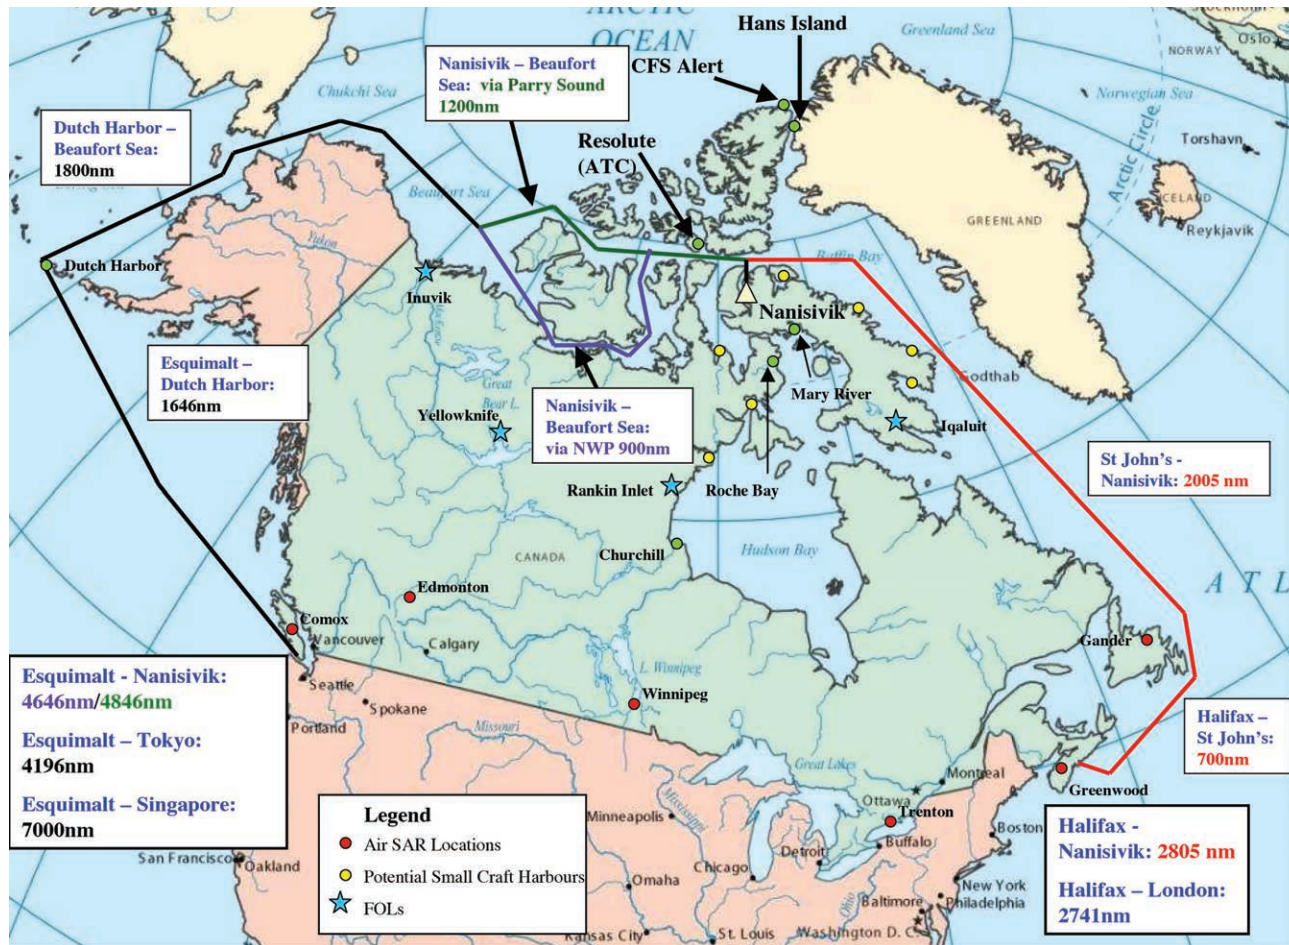 ARCTIC
OCEAN
Hans Island
CFS Alert
Greenland Sea
NORWAY
Oslo
STOCKHOLM
Norwegian Sea
Arctic Circle
Torshavn
ICELAND
Reykjavik
Chukchi Sea
Nanisivik – Beaufort
Sea: via Parry Sound
1200nm
Dutch Harbor –
Beaufort Sea:
1800nm
Resolute
(ATC)
Beaufort Sea
GREENLAND
Baffin Bay
Yukon
Dutch Harbor
Inuvik
Nanisivik
Esquimalt –
Dutch Harbor:
1646nm
Great
Bear L.
Mary River
Godthab
Yellowknife
Nanisivik –
Beaufort Sea:
via NWP 900nm
Iqaluit
Rankin Inlet
Roche Bay
St John's -
Nanisivik: 2005 nm
CANADA
Churchill
Hudson Bay
ATL
Edmonton
Comox
Vancouver
Calgary
Gander
L. Winnipeg
Winnipeg
Esquimalt - Nanisivik:
4646nm/4846nm
Esquimalt – Tokyo:
4196nm
Esquimalt – Singapore:
7000nm
Seattle
Spokane
Portland
Missouri
Great Lakes
Montreal
Ottawa
Greenwood
Halifax –
St John's:
700nm
Legend
Air SAR Locations
Potential Small Craft Harbours
FOLs
Minneapolis
Mississippi
Trenton
Buffalo
Boston
Detroit
Chicago
San Francisco
Oakland
Omaha
New York
Philadelphia
Baltimore
Ohio
Kansas City
St. Louis
Washington D. C.
Halifax -
Nanisivik: 2805 nm
Halifax – London:
2741nm